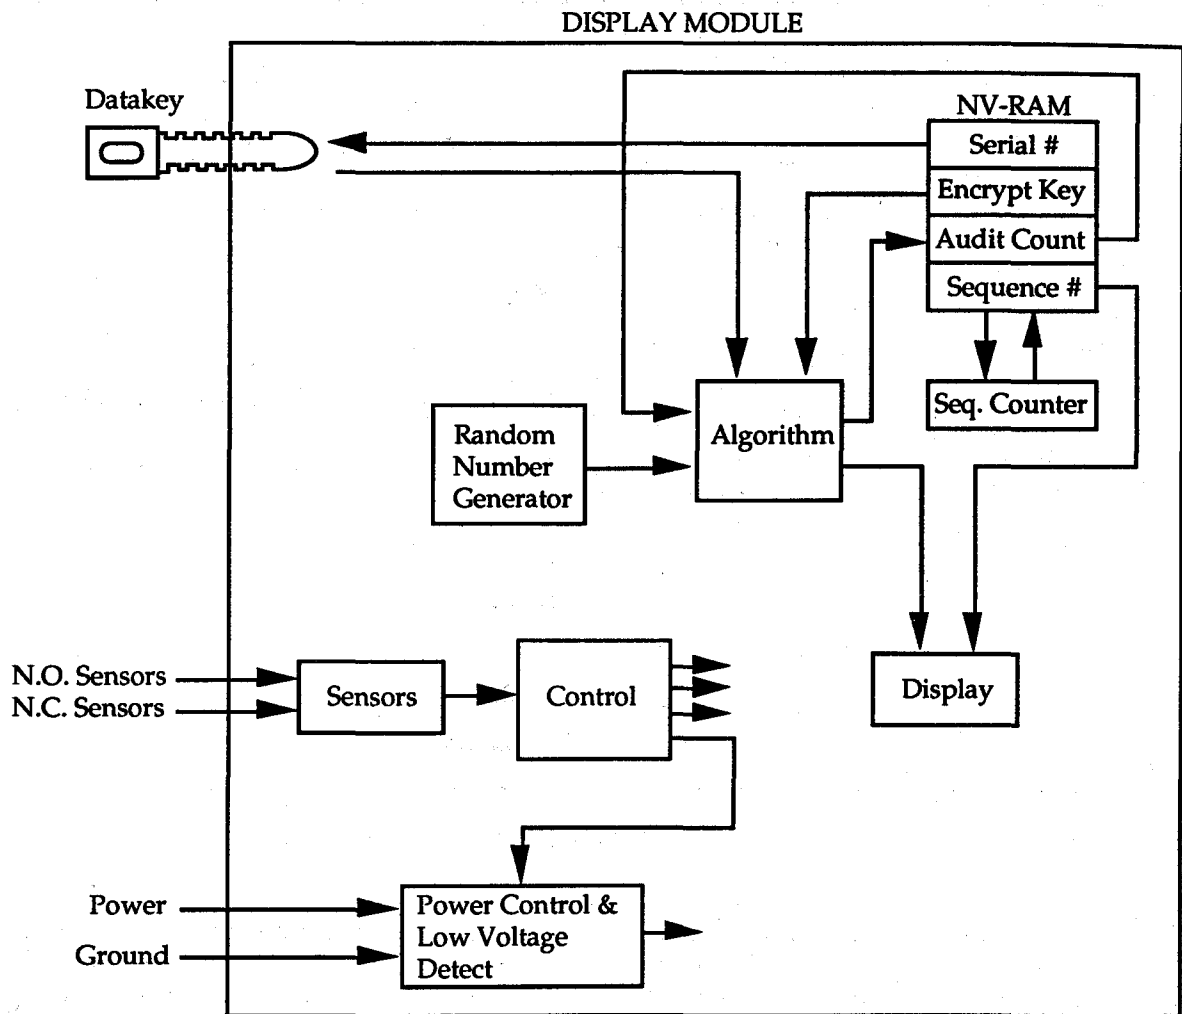 DISPLAY MODULE
Datakey
NV-RAM
Serial #
Encrypt Key
Audit Count
Sequence #
Seq. Counter
Algorithm
Random
Number
Generator
N.O. Sensors
N.C. Sensors
Sensors
Control
Display
Power
Ground
Power Control &
Low Voltage
Detect